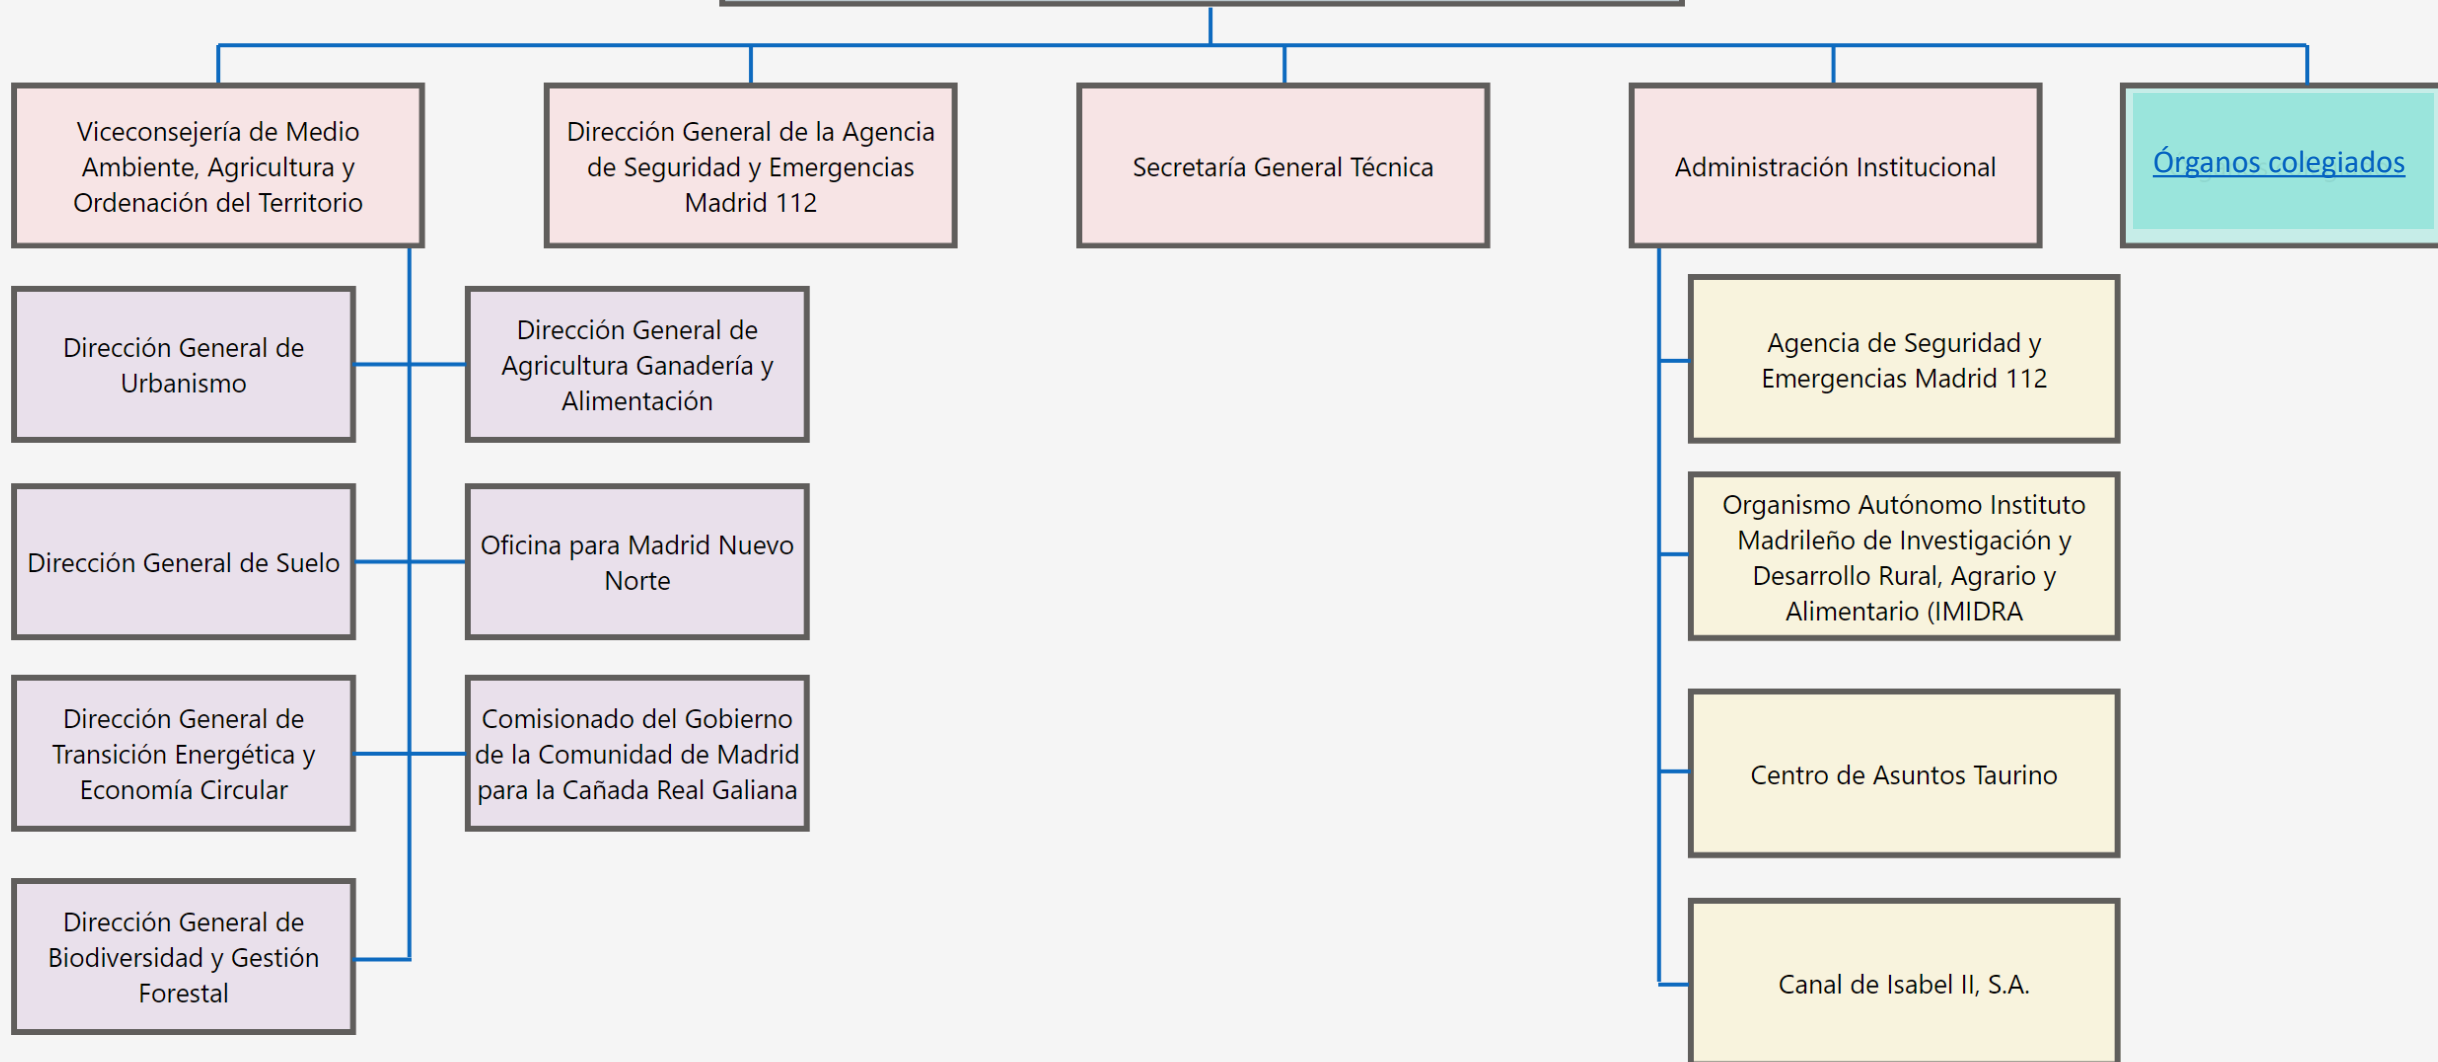 Viceconsejería de Medio
Ambiente, Agricultura y
Ordenación del Territorio
Dirección General de la Agencia
de Seguridad y Emergencias
Madrid 112
Secretaría General Técnica
Administración Institucional
Órganos colegiados
Dirección General de
Urbanismo
Dirección General de
Agricultura Ganadería y
Alimentación
Agencia de Seguridad y
Emergencias Madrid 112
Dirección General de Suelo
Oficina para Madrid Nuevo
Norte
Organismo Autónomo Instituto
Madrileño de Investigación y
Desarrollo Rural, Agrario y
Alimentario (IMIDRA
Dirección General de
Transición Energética y
Economía Circular
Comisionado del Gobierno
de la Comunidad de Madrid
para la Cañada Real Galiana
Centro de Asuntos Taurino
Dirección General de
Biodiversidad y Gestión
Forestal
Canal de Isabel II, S.A.